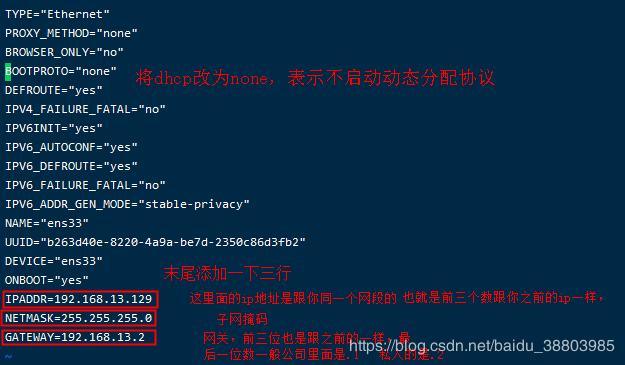 TYPE="Ethernet"
PROXY_METHOD="none"
BROWSER_ONLY="no"
BOOTPROTO="none" 将dhcp改为none，表示不启动动态分配协议
DEFROUTE="yes"
IPV4_FAILURE_FATAL="no"
IPV6INIT="yes"
IPV6_AUTOCONF="yes"
IPV6_DEFROUTE="yes"
IPV6_FAILURE_FATAL="no"
IPV6_ADDR_GEN_MODE="stable-privacy"
NAME="ens33"
UUID="b263d40e-8220-4a9a-be7d-2350c86d3fb2"
DEVICE="ens33"
ONBOOT="yes" 末尾添加一下三行
IPADDR=192.168.13.129 这里面的ip地址是跟你同一个网段的 也就是前三个数跟你之前的ip一样，
NETMASK=255.255.255.0 子网掩码
GATEWAY=192.168.13.2 网关，前三位也是跟之前的一样，最
~ 后一位数一般公司里面是.1 私人的是.2
https://blog.csdn.net/baidu_38803985